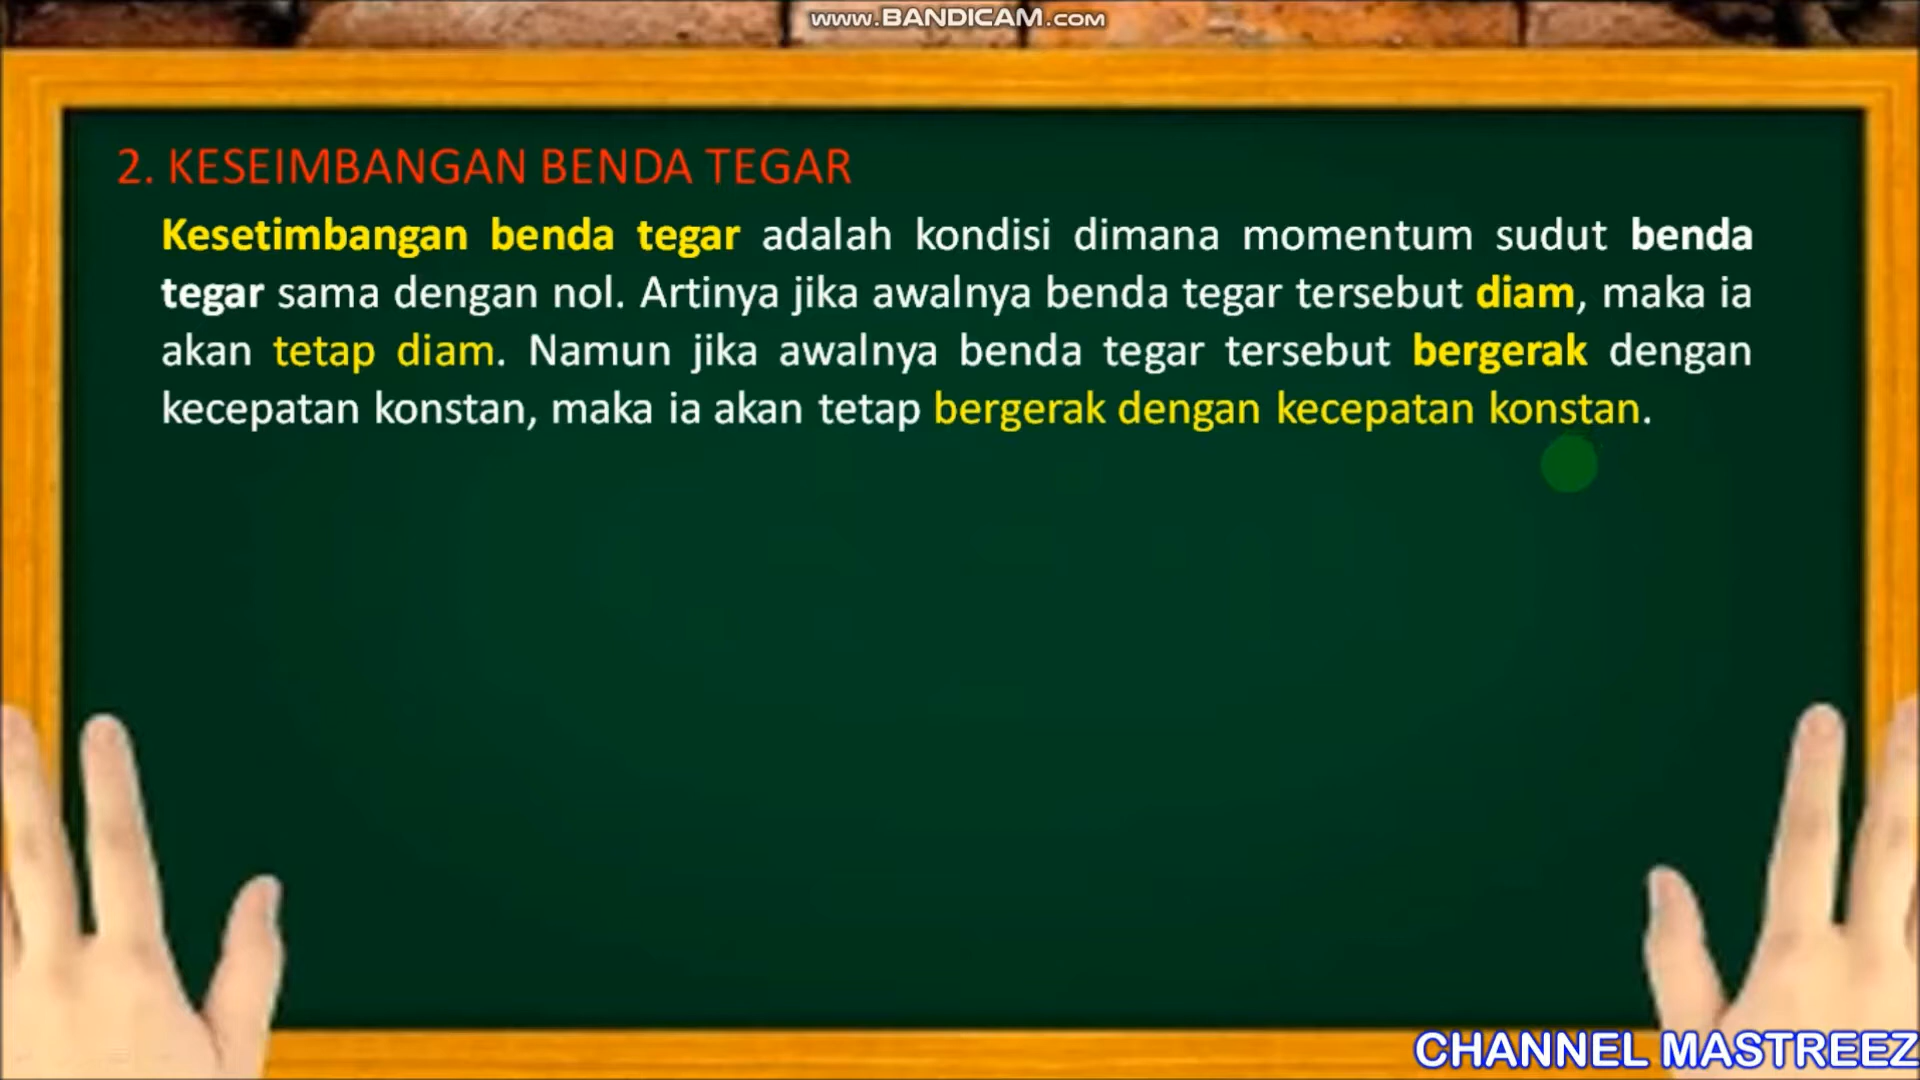 www.BANDICAM.com
2. KESEIMBANGAN BENDA TEGAR
Kesetimbangan benda tegar adalah kondisi dimana momentum sudut benda
tegar sama dengan nol. Artinya jika awalnya benda tegar tersebut diam, maka ia
akan tetap diam. Namun jika awalnya benda tegar tersebut bergerak dengan
kecepatan konstan, maka ia akan tetap bergerak dengan kecepatan konstan.
CHANNEL MASTREEZ